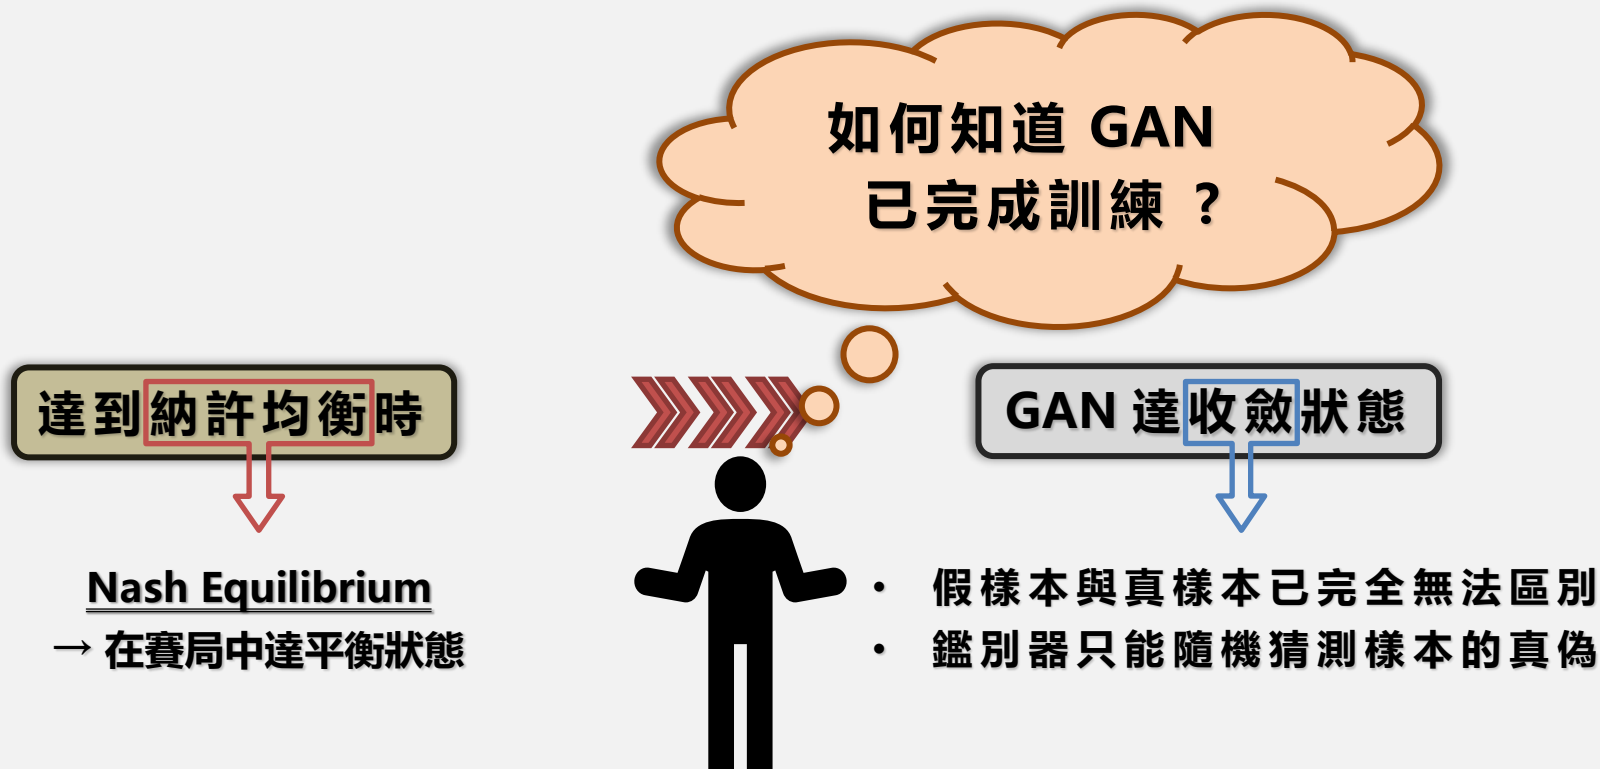 如何知道 GAN
已完成訓練 ?
達到納許均衡時
Nash Equilibrium
→ 在賽局中達平衡狀態
GAN 達收斂狀態
• 假樣本與真樣本已完全無法區別
• 鑑別器只能隨機猜測樣本的真偽